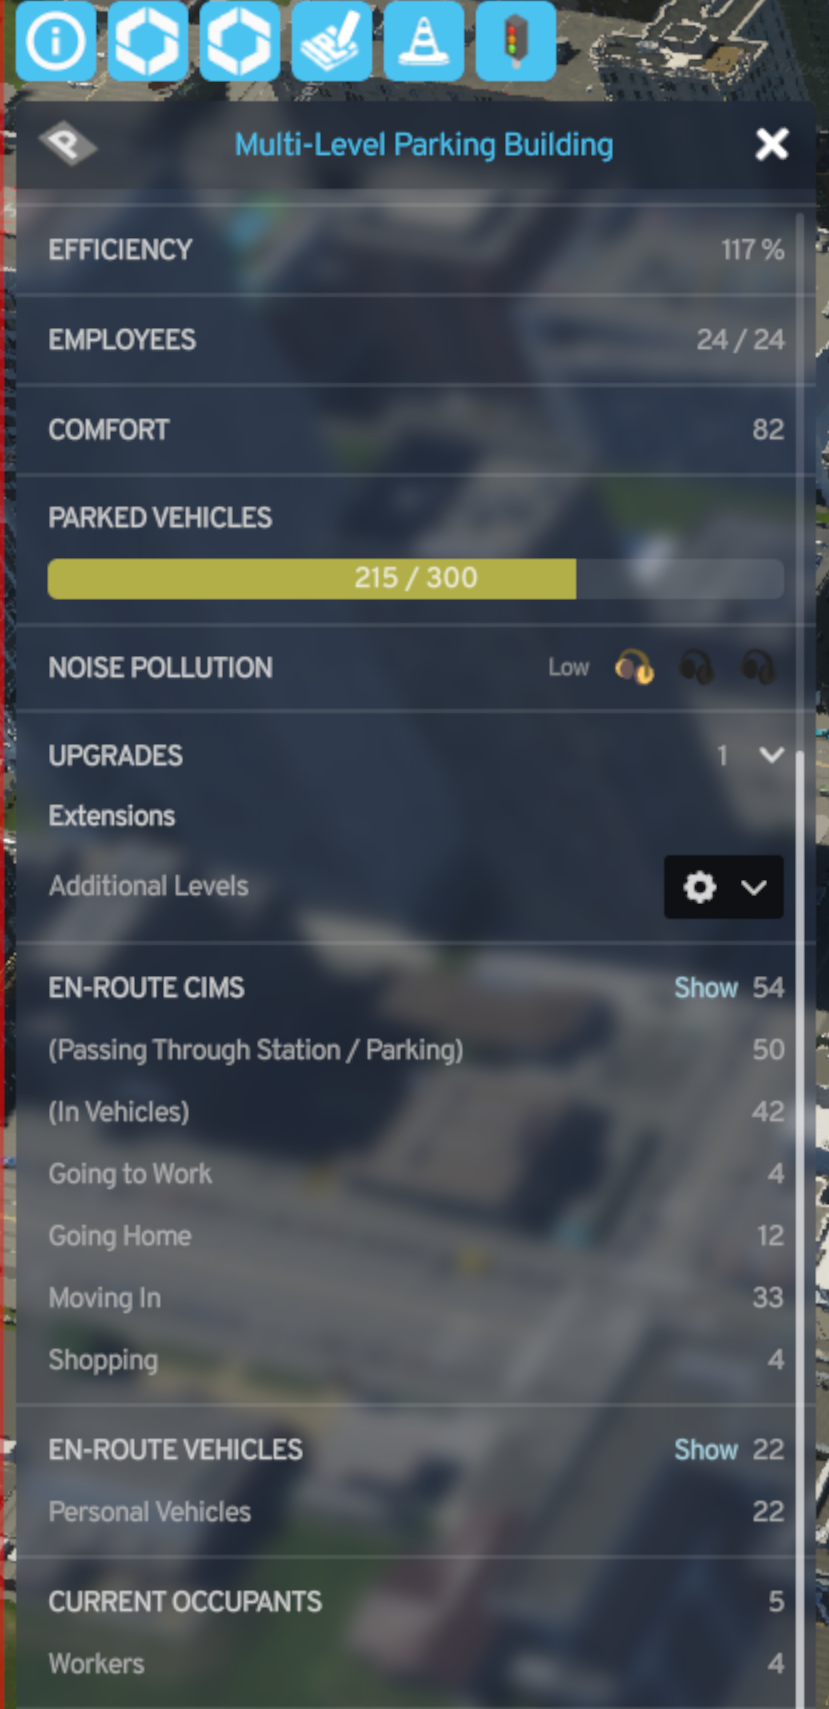 P
Multi-Level Parking Building
EFFICIENCY 117 %
EMPLOYEES 24 / 24
COMFORT 82
PARKED VEHICLES
215 / 300
NOISE POLLUTION Low
UPGRADES 1
Extensions
Additional Levels
EN-ROUTE CIMS Show 54
(Passing Through Station / Parking) 50
(In Vehicles) 42
Going to Work 4
Going Home 12
Moving In 33
Shopping 4
EN-ROUTE VEHICLES Show 22
Personal Vehicles 22
CURRENT OCCUPANTS 5
Workers 4